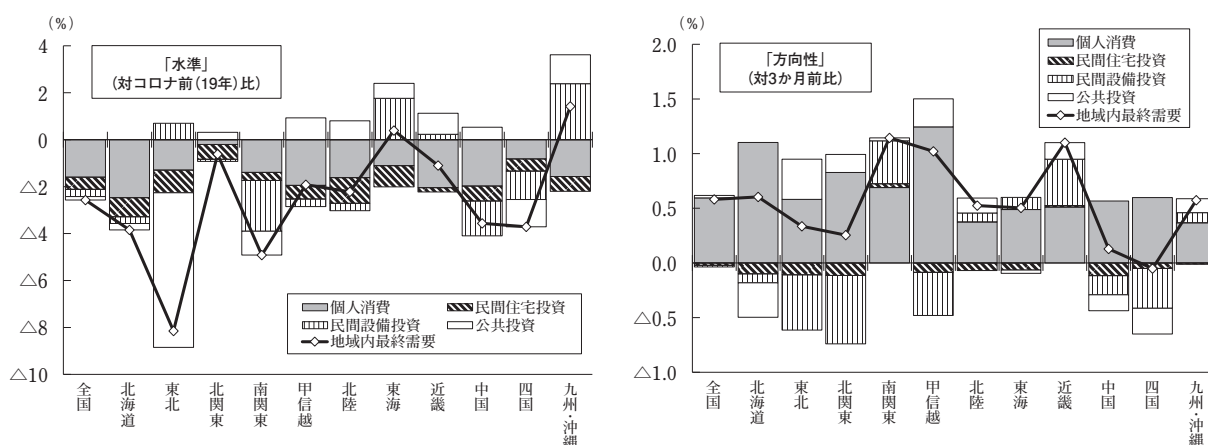 (%)
「水準」
（対コロナ前（19年）比）
4
2
0
△2
△4
△6
△8
△10
個人消費
民間住宅投資
民間設備投資
公共投資
地域内最終需要
全国
北海道
東北
北関東
南関東
甲信越
北陸
東海
近畿
中国
四国
九州・沖縄
(%)
「方向性」
（対3か月前比）
個人消費
民間住宅投資
民間設備投資
公共投資
地域内最終需要
2.0
1.5
1.0
0.5
0.0
△0.5
△1.0
全国
北海道
東北
北関東
南関東
甲信越
北陸
東海
近畿
中国
四国
九州・沖縄